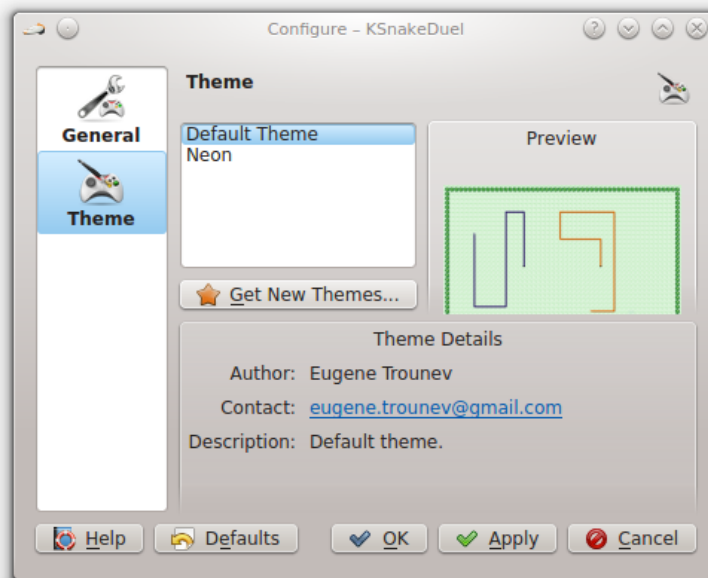 Configure – KSnakeDuel
General
Theme
Theme
Default Theme
Neon
Get New Themes...
Preview
Theme Details
Author: Eugene Trounev
Contact: eugene.trounev@gmail.com
Description: Default theme.
Help
Defaults
OK
Apply
Cancel